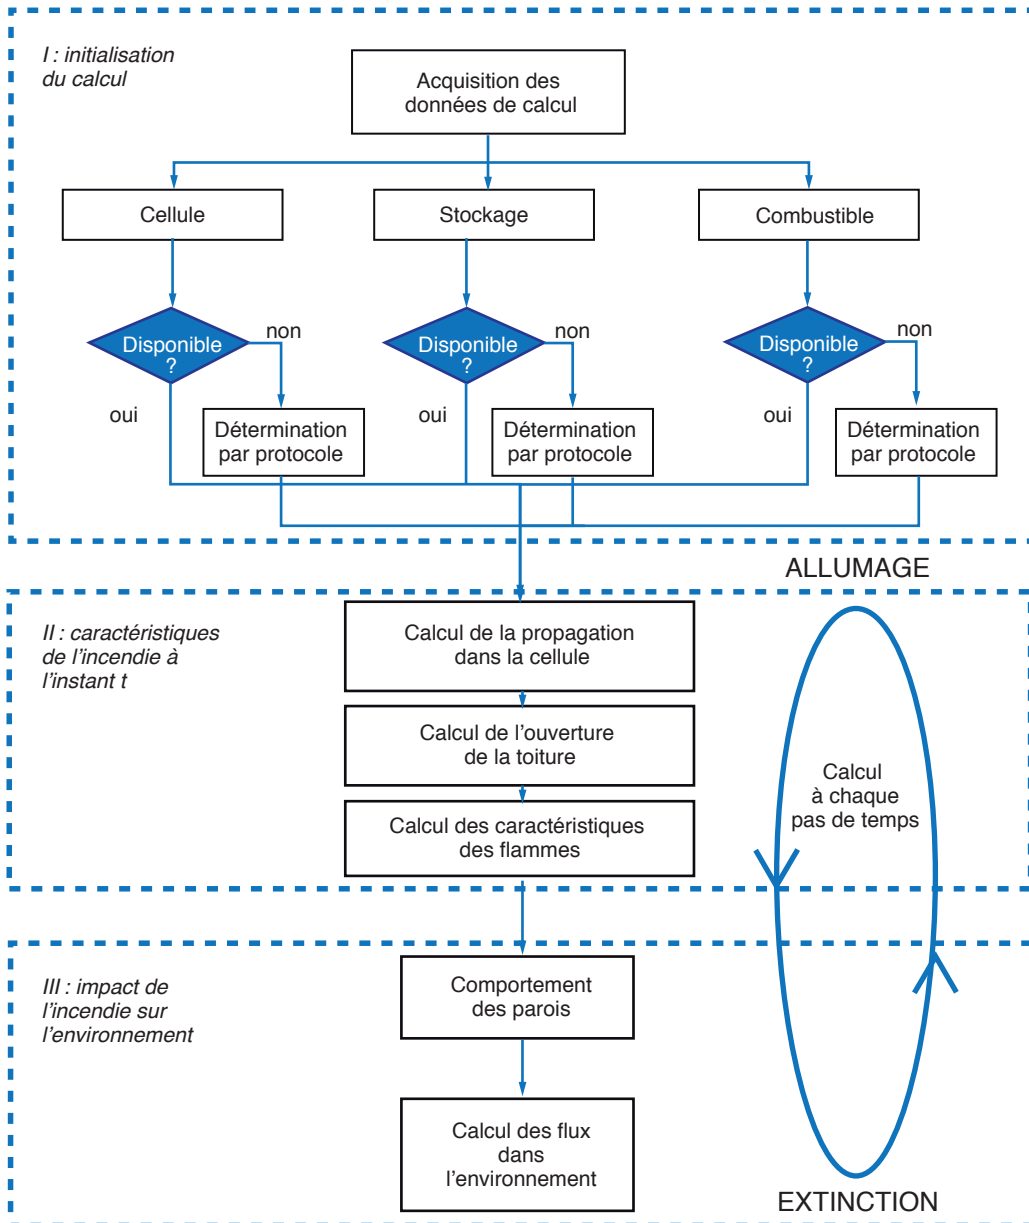 I : initialisation
du calcul
Acquisition des
données de calcul
Cellule
Stockage
Combustible
Disponible
?
non
oui
Détermination
par protocole
Disponible
?
non
oui
Détermination
par protocole
Disponible
?
non
oui
Détermination
par protocole
ALLUMAGE
II : caractéristiques
de l’incendie à
l’instant t
Calcul de la propagation
dans la cellule
Calcul de l’ouverture
de la toiture
Calcul des caractéristiques
des flammes
Calcul
à chaque
pas de temps
III : impact de
l’incendie sur
l’environnement
Comportement
des parois
Calcul des flux
dans
l’environnement
EXTINCTION